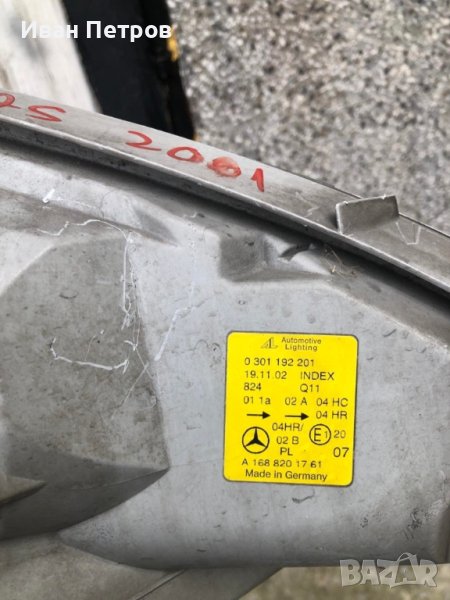 Иван Петров
2001
Automotive
Lighting
0 301 192 201
19.11.02 INDEX
824 Q11
01 1a 02 A 04 HC
04 HR
04HR/
02 B
E1 20
PL 07
A 168 820 17 61
Made in Germany
BAZAR